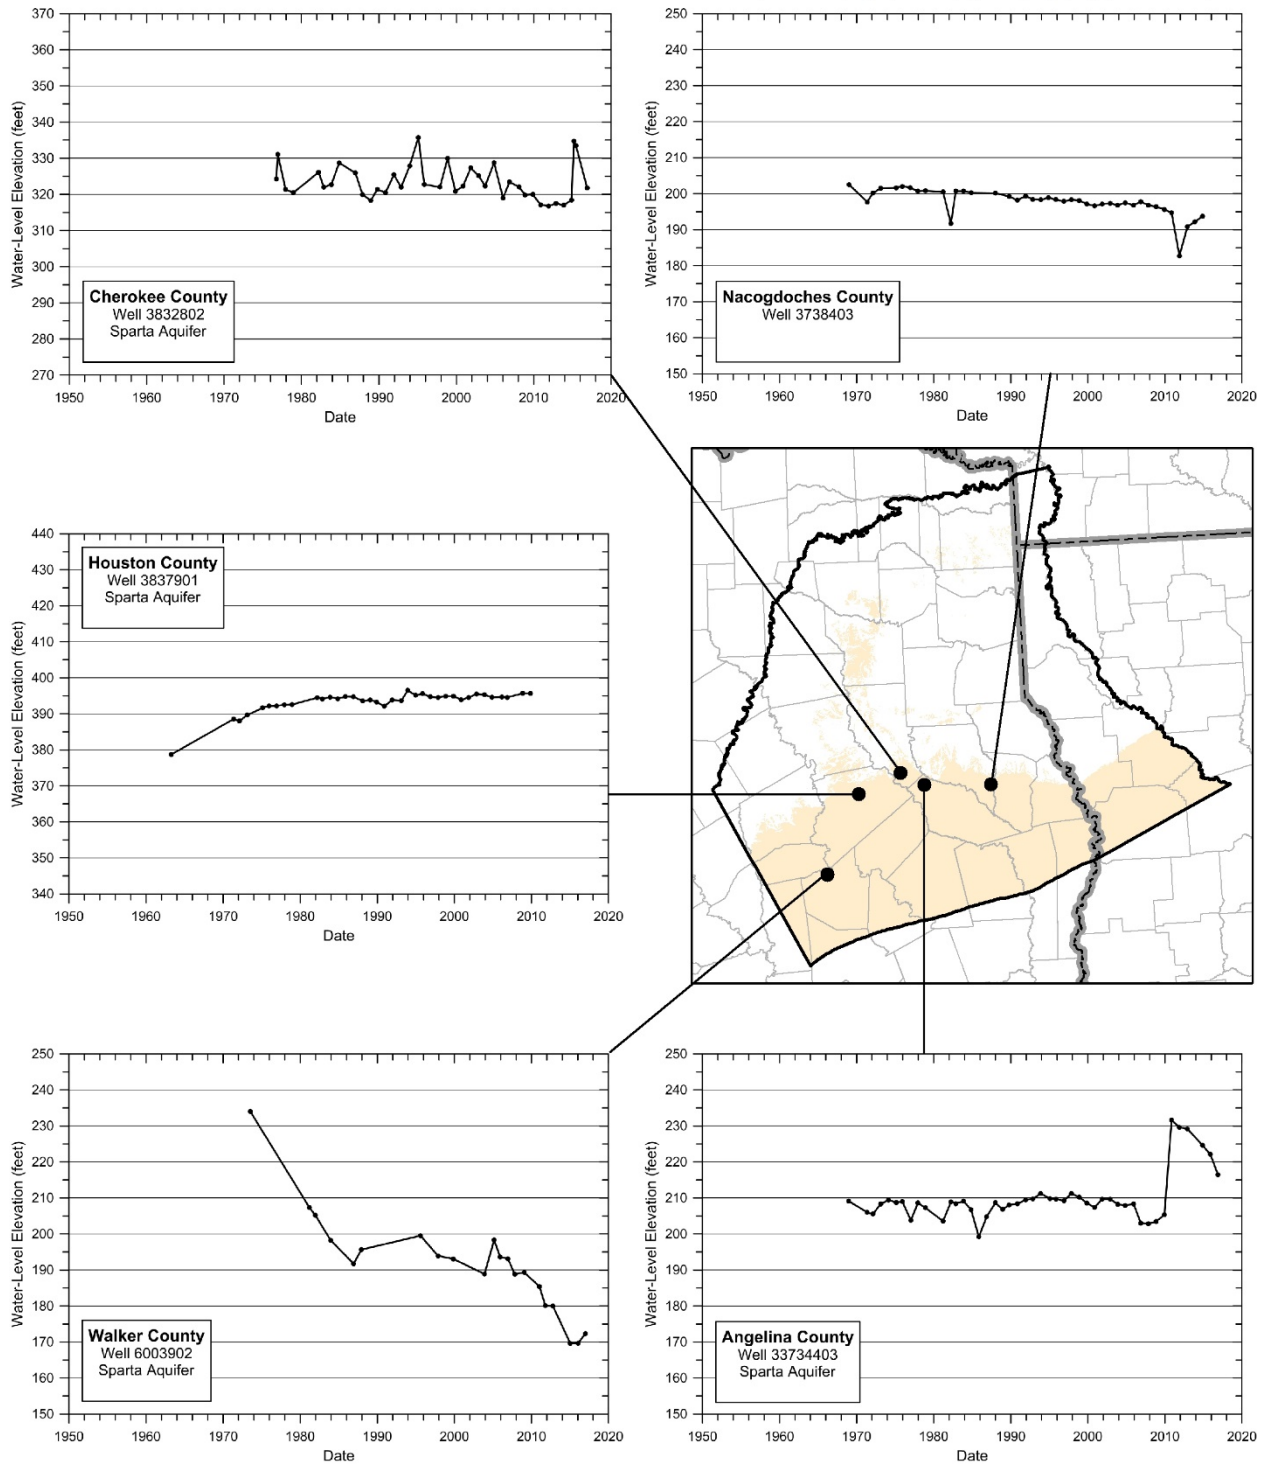 370
360
350
340
330
320
310
300
290
280
270
Water-Level Elevation (feet)
Cherokee County
Well 3832802
Sparta Aquifer
1950 1960 1970 1980 1990 2000 2010 2020
Date
250
240
230
220
210
200
190
180
170
160
150
Water-Level Elevation (feet)
Nacogdoches County
Well 3738403
1950 1960 1970 1980 1990 2000 2010 2020
Date
440
430
420
410
400
390
380
370
360
350
340
Water-Level Elevation (feet)
Houston County
Well 3837901
Sparta Aquifer
1950 1960 1970 1980 1990 2000 2010 2020
Date
250
240
230
220
210
200
190
180
170
160
150
Water-Level Elevation (feet)
Walker County
Well 6003902
Sparta Aquifer
1950 1960 1970 1980 1990 2000 2010 2020
Date
250
240
230
220
210
200
190
180
170
160
150
Water-Level Elevation (feet)
Angelina County
Well 33734403
Sparta Aquifer
1950 1960 1970 1980 1990 2000 2010 2020
Date